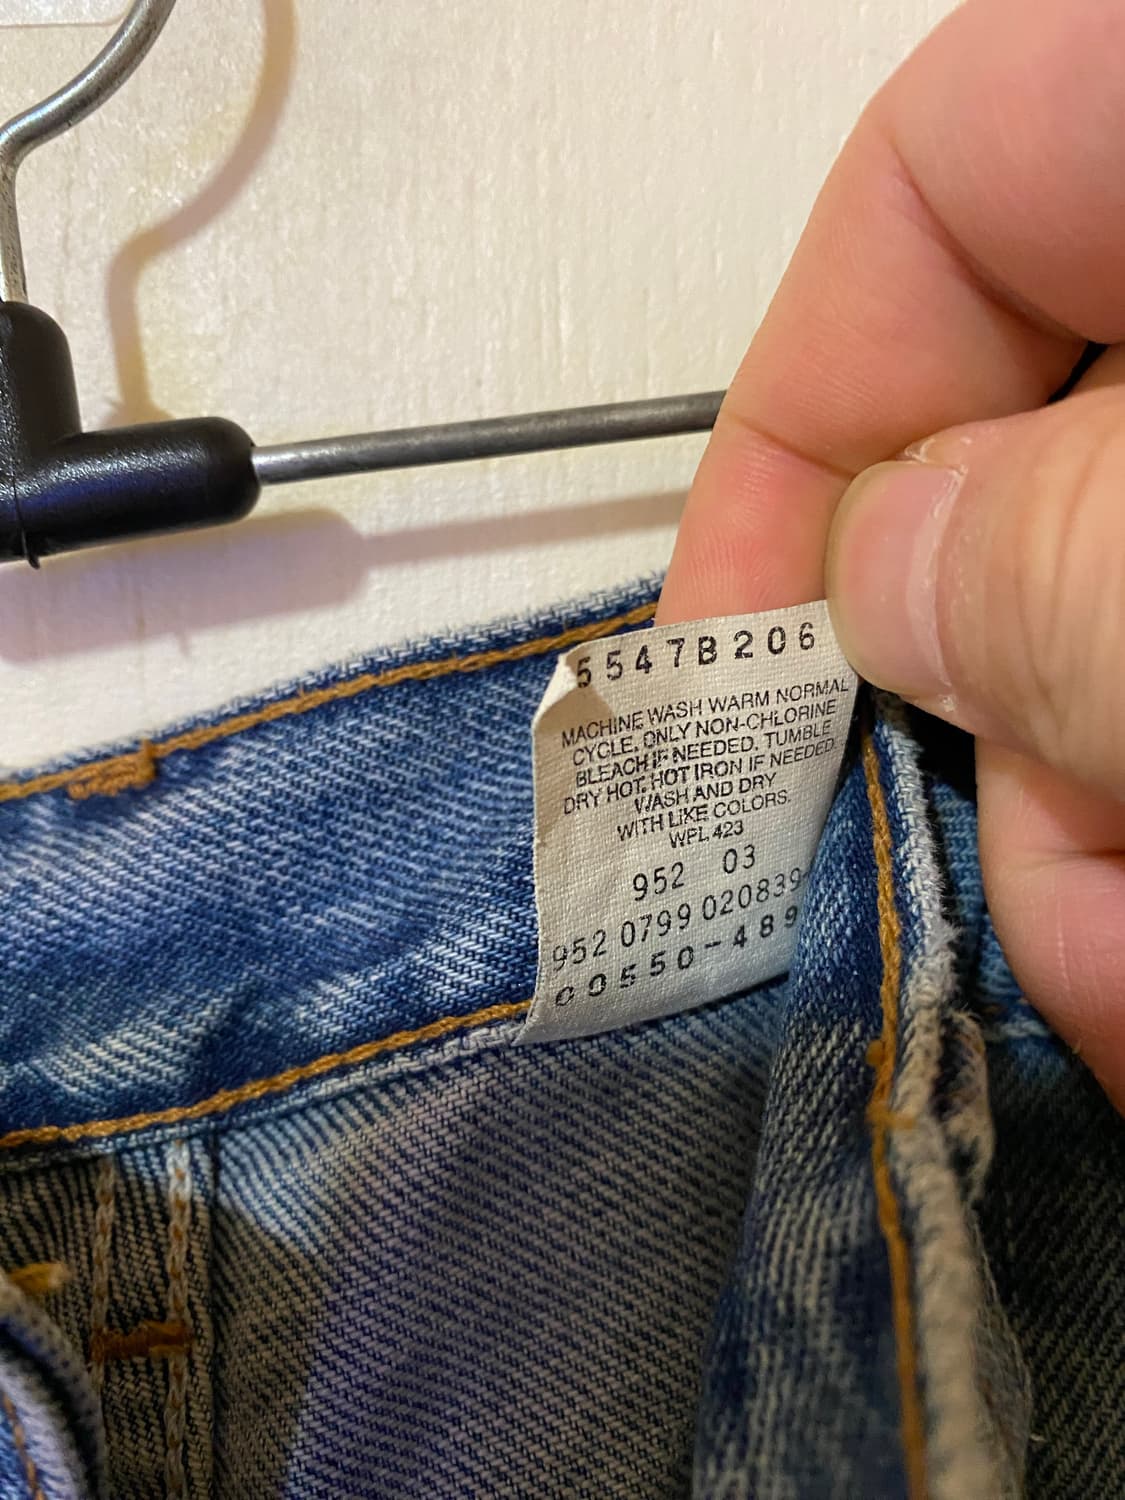 5547B206
MACHINE WASH WARM NORMAL
CYCLE. ONLY NON-CHLORINE
BLEACH IF NEEDED. TUMBLE
DRY HOT. HOT IRON IF NEEDED.
WASH AND DRY
WITH LIKE COLORS.
WPL 423
952 03
952 0799 020839
00550-489